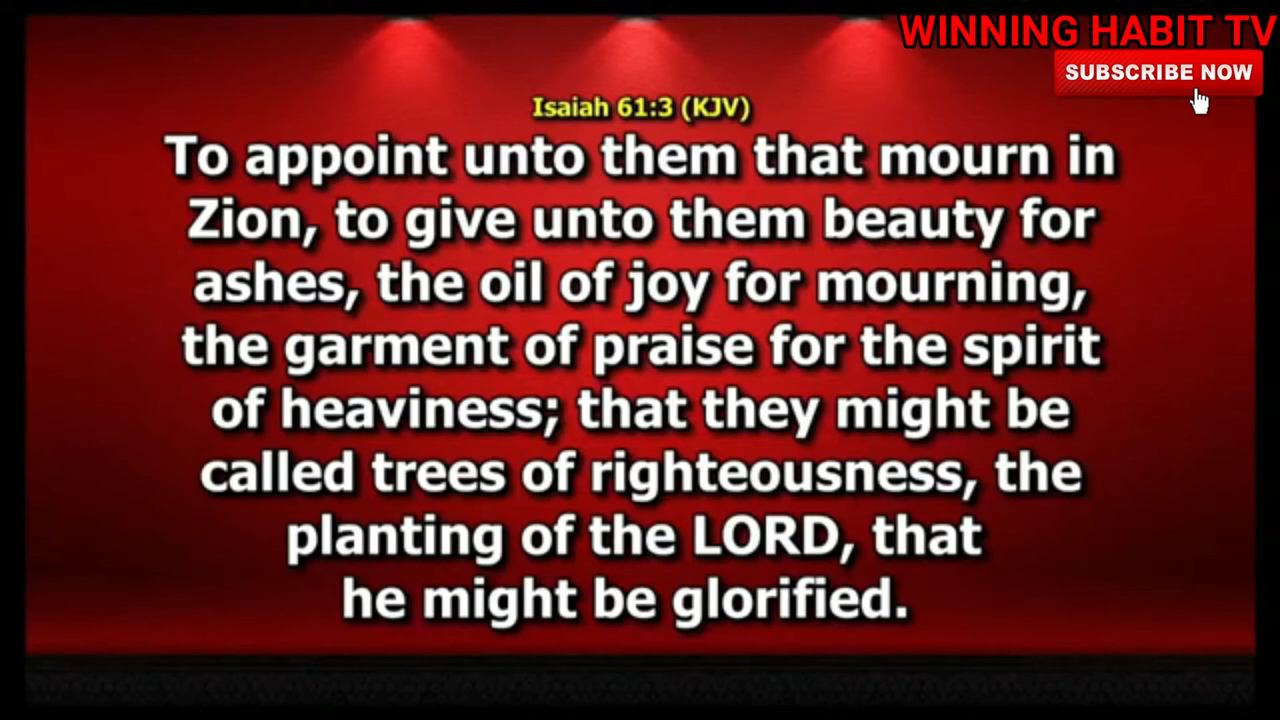 WINNING HABIT TV
SUBSCRIBE NOW
Isaiah 61:3 (KJV)
To appoint unto them that mourn in
Zion, to give unto them beauty for
ashes, the oil of joy for mourning,
the garment of praise for the spirit
of heaviness; that they might be
called trees of righteousness, the
planting of the LORD, that
he might be glorified.